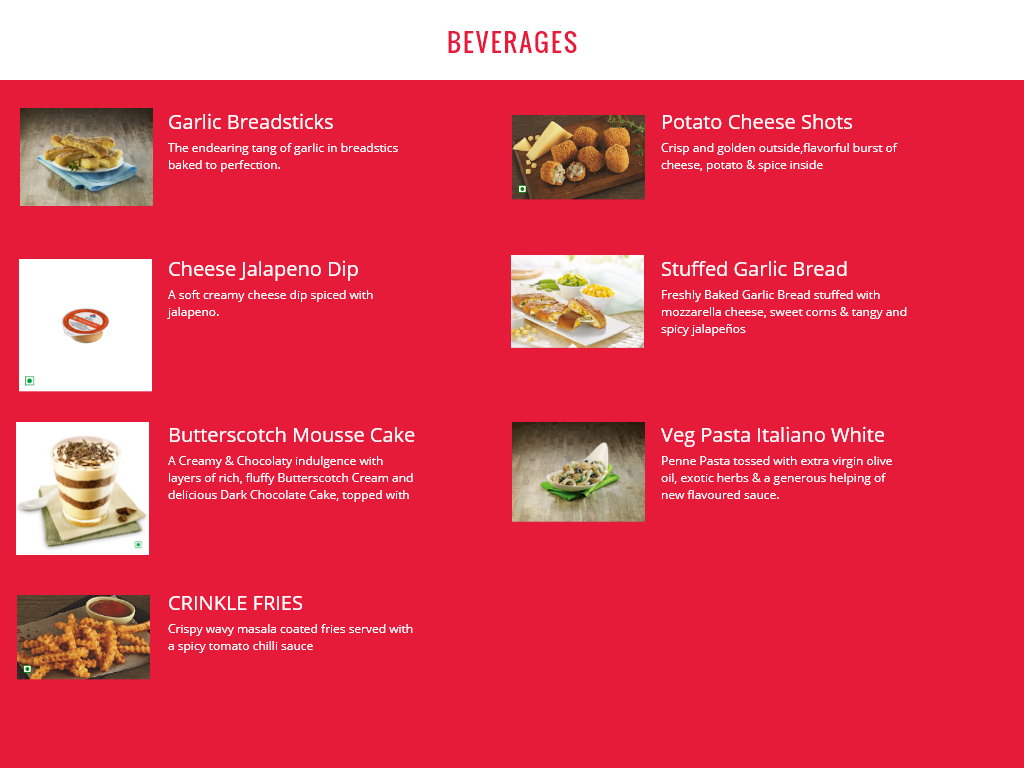 BEVERAGES
Garlic Breadsticks
The endearing tang of garlic in breadstics
baked to perfection.
Potato Cheese Shots
Crisp and golden outside,flavorful burst of
cheese, potato & spice inside
Cheese Jalapeno Dip
A soft creamy cheese dip spiced with
jalapeno.
Stuffed Garlic Bread
Freshly Baked Garlic Bread stuffed with
mozzarella cheese, sweet corns & tangy and
spicy jalapeños
Butterscotch Mousse Cake
A Creamy & Chocolaty indulgence with
layers of rich, fluffy Butterscotch Cream and
delicious Dark Chocolate Cake, topped with
Veg Pasta Italiano White
Penne Pasta tossed with extra virgin olive
oil, exotic herbs & a generous helping of
new flavoured sauce.
CRINKLE FRIES
Crispy wavy masala coated fries served with
a spicy tomato chilli sauce